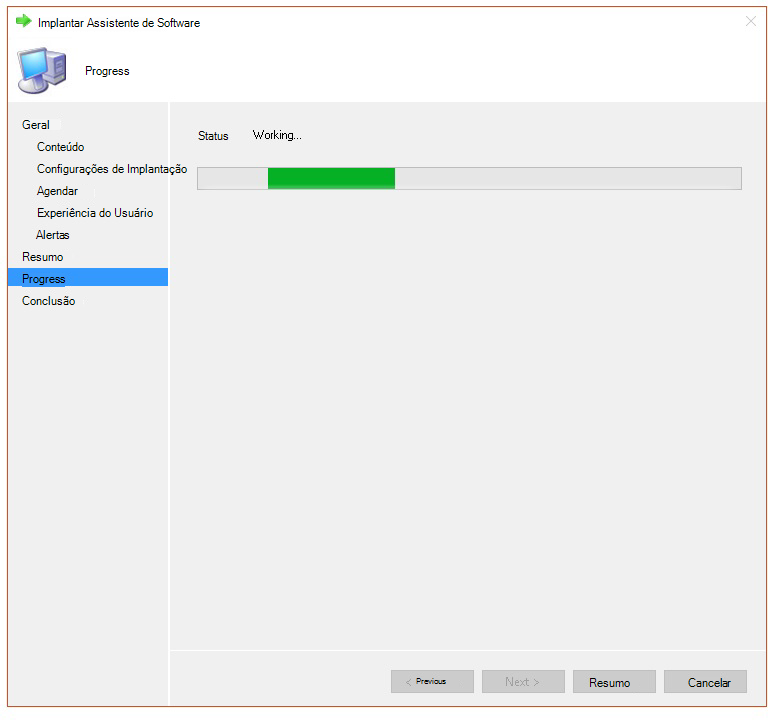 Implantar Assistente de Software
Progress
Geral
Conteúdo
Configurações de Implantação
Agendar
Experiência do Usuário
Alertas
Resumo
Progress
Conclusão
Status Working...
< Previous Next > Resumo Cancelar